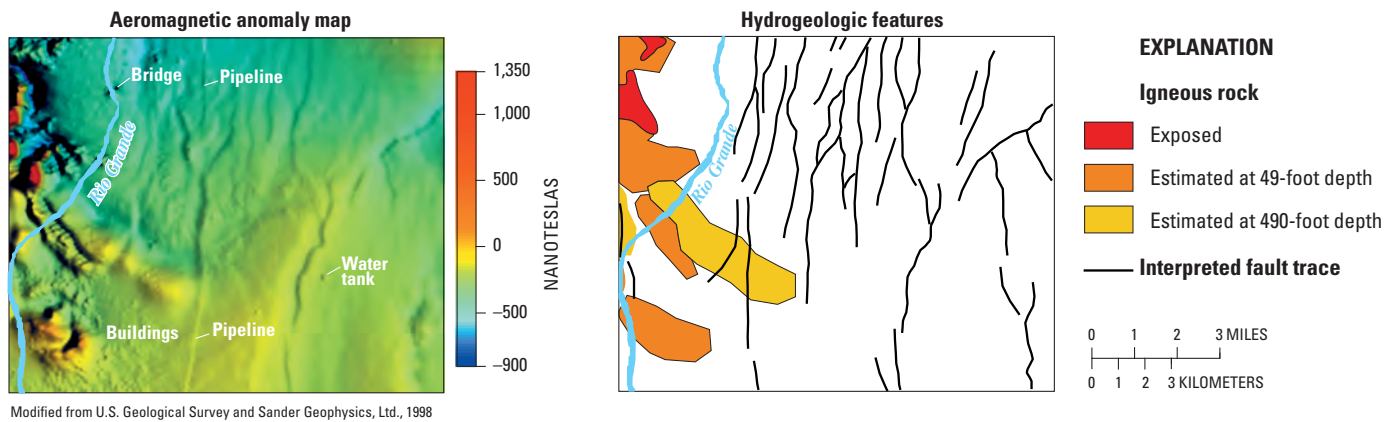 Aeromagnetic anomaly map
Bridge
Pipeline
Rio Grande
Water
tank
Buildings
Pipeline
1,350
1,000
500
0
−500
−900
NANOTESLAS
Modified from U.S. Geological Survey and Sander Geophysics, Ltd., 1998
Hydrogeologic features
Rio Grande
EXPLANATION
Igneous rock
Exposed
Estimated at 49-foot depth
Estimated at 490-foot depth
Interpreted fault trace
0 1 2 3 MILES
0 1 2 3 KILOMETERS